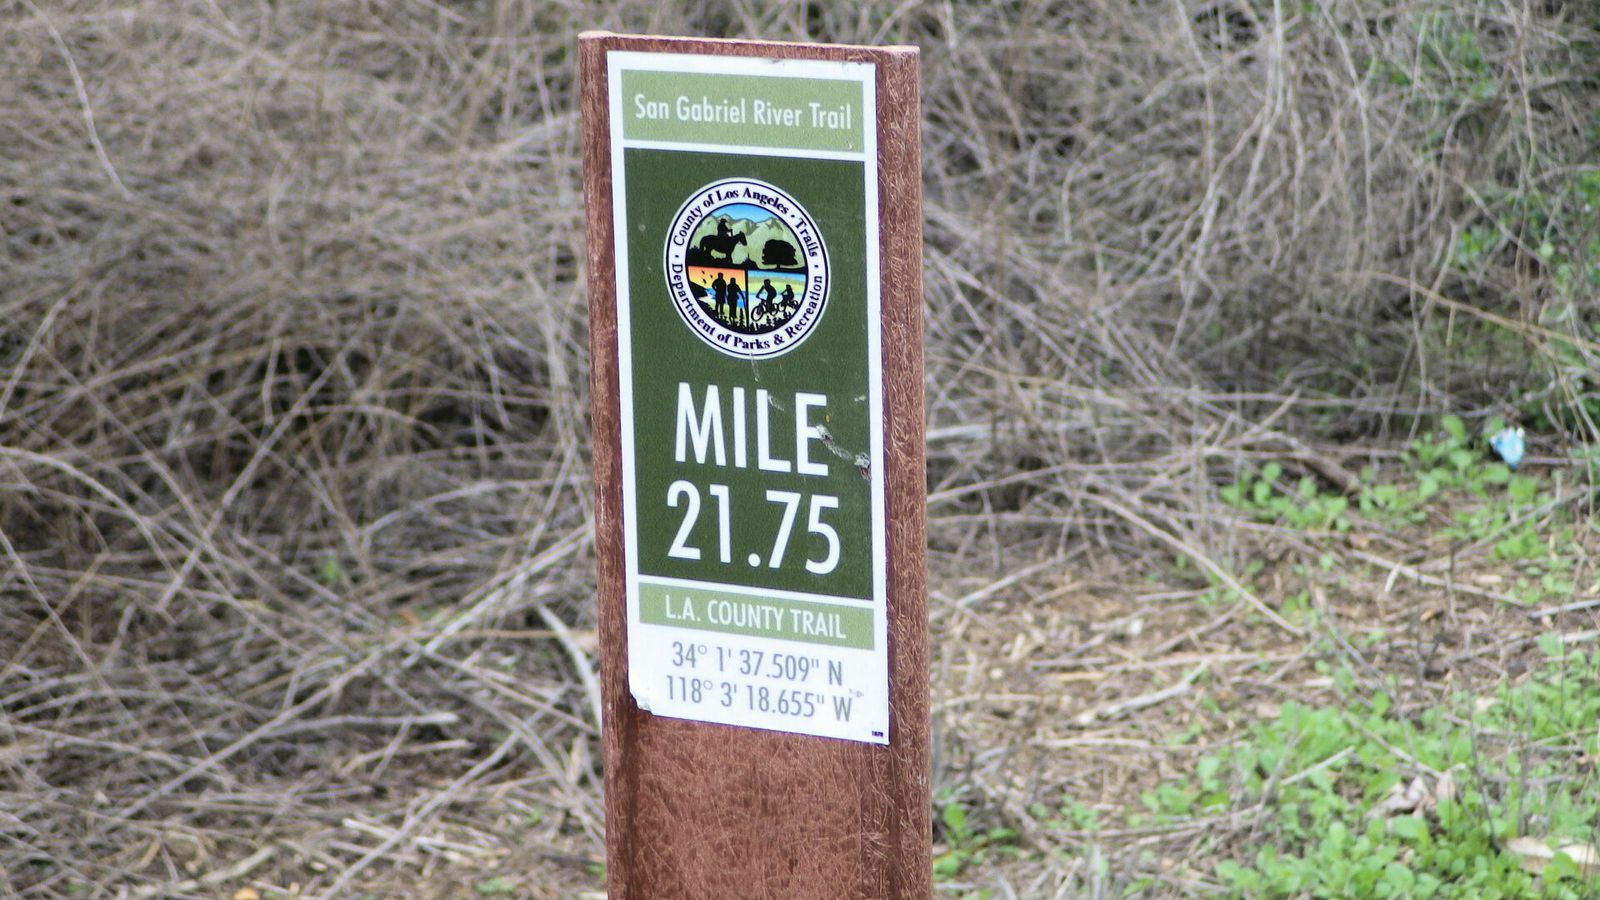 San Gabriel River Trail
County of Los Angeles • Trails •
Department of Parks & Recreation •
MILE
21.75
L.A. COUNTY TRAIL
34° 1' 37.509" N
118° 3' 18.655" W